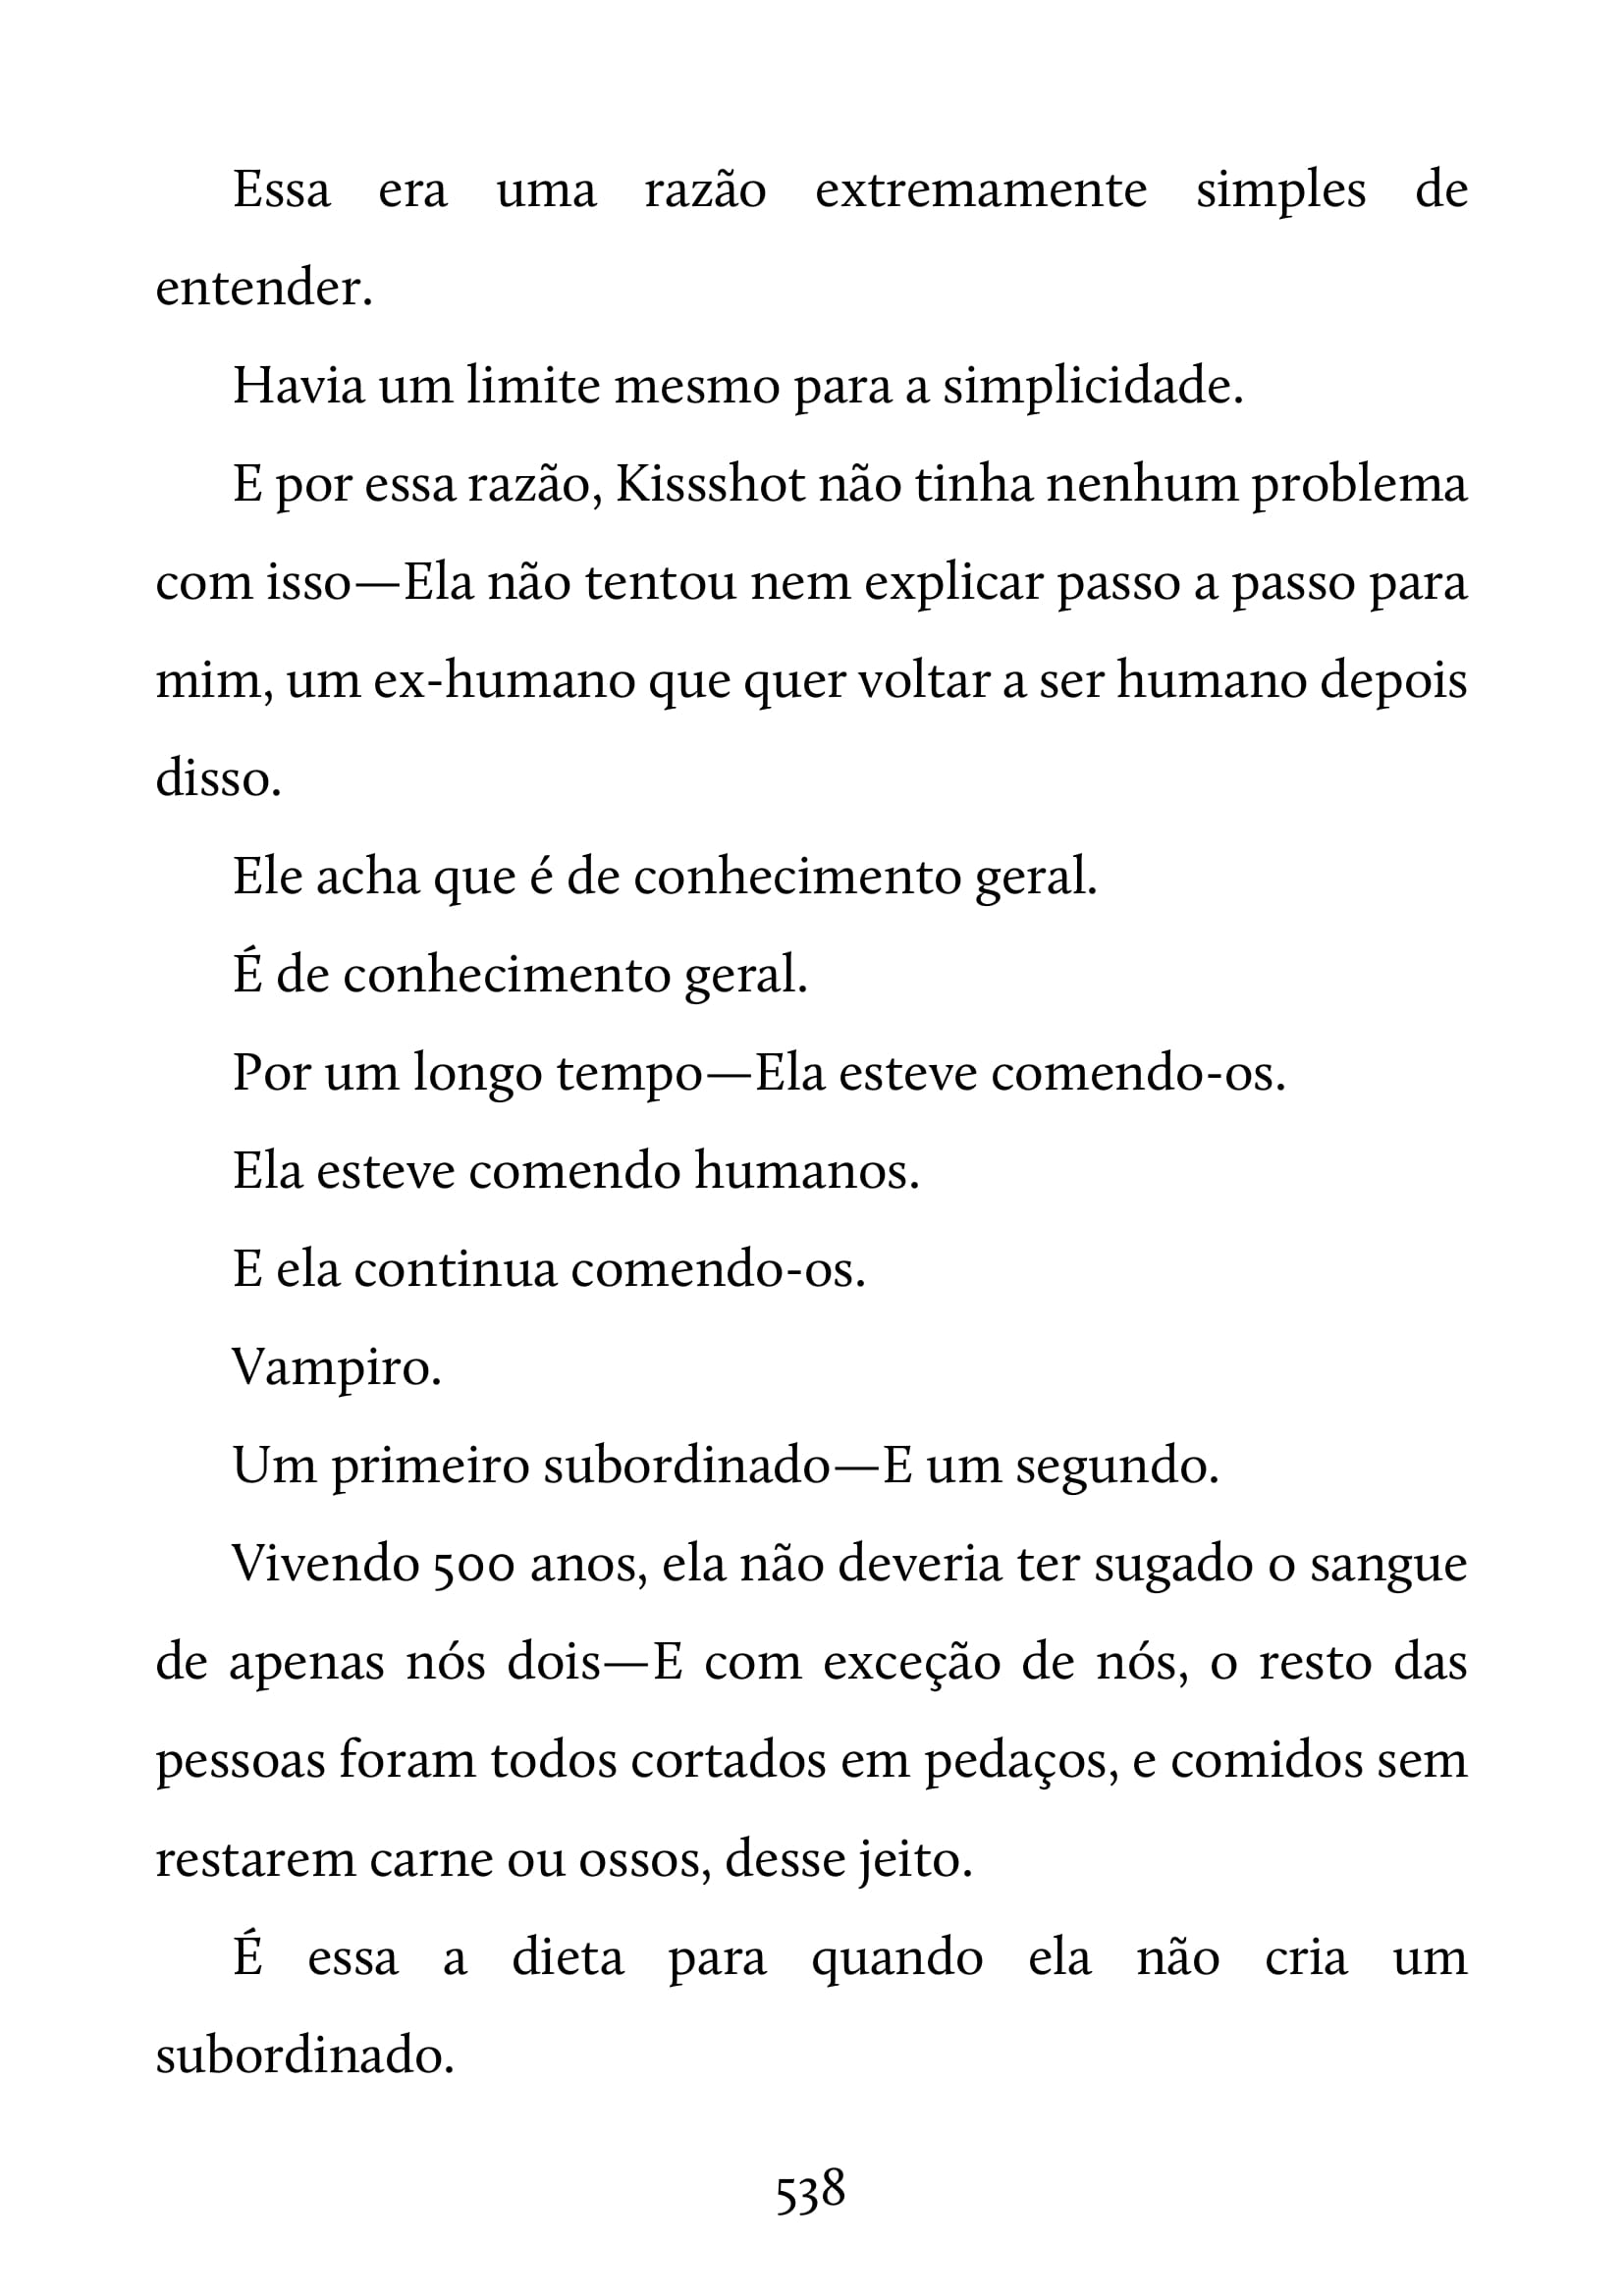 Essa era uma razão extremamente simples de
entender.
Havia um limite mesmo para a simplicidade.
E por essa razão, Kissshot não tinha nenhum problema
com isso—Ela não tentou nem explicar passo a passo para
mim, um ex-humano que quer voltar a ser humano depois
disso.
Ele acha que é de conhecimento geral.
É de conhecimento geral.
Por um longo tempo—Ela esteve comendo-os.
Ela esteve comendo humanos.
E ela continua comendo-os.
Vampiro.
Um primeiro subordinado—E um segundo.
Vivendo 500 anos, ela não deveria ter sugado o sangue
de apenas nós dois—E com exceção de nós, o resto das
pessoas foram todos cortados em pedaços, e comidos sem
restarem carne ou ossos, desse jeito.
É essa a dieta para quando ela não cria um
subordinado.
538